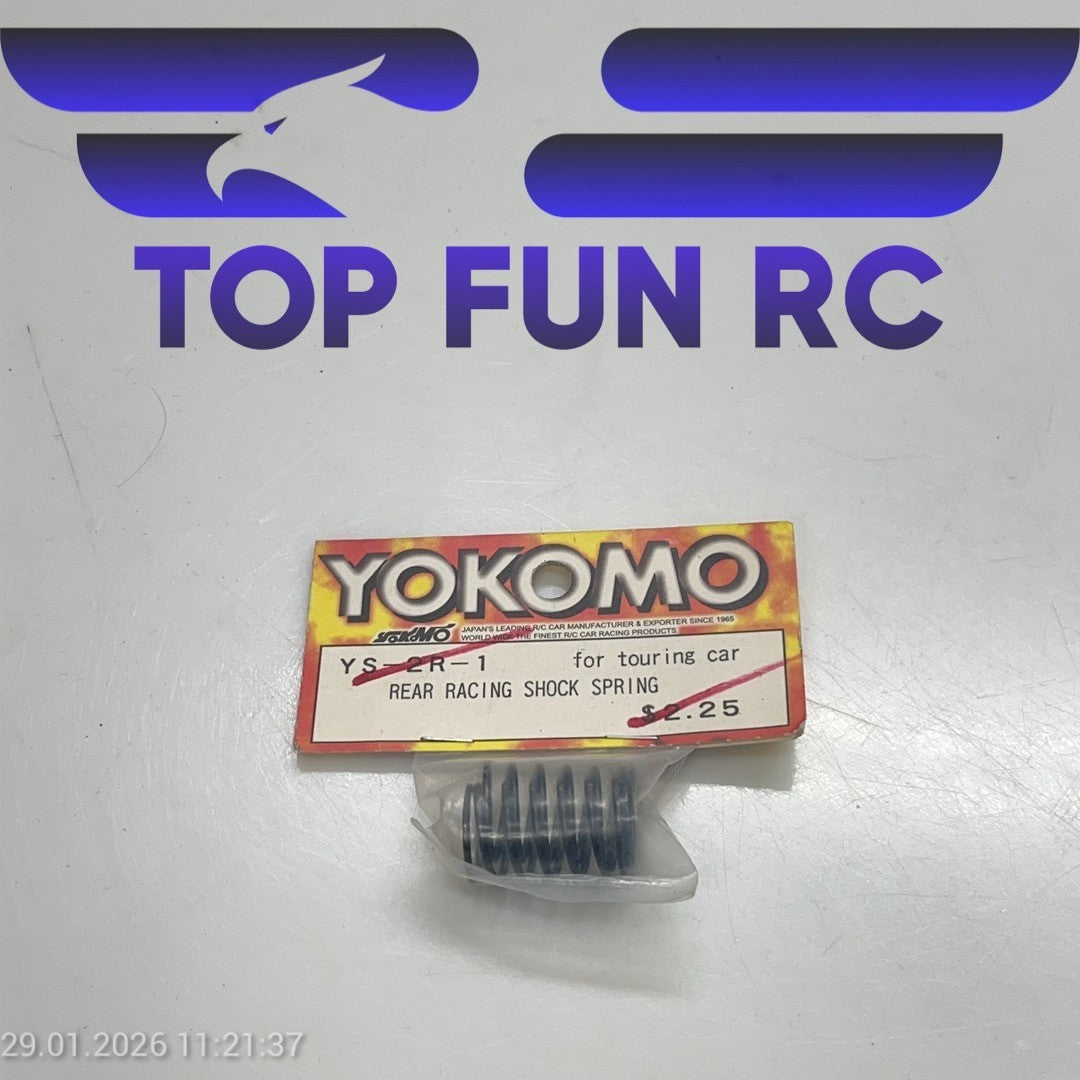 TOP FUN RC
YOKOMO
YOKOMO JAPAN'S LEADING R/C CAR MANUFACTURER & EXPORTER SINCE 1965
WORLD WIDE THE FINEST R/C CAR RACING PRODUCTS
YS-2R-1 for touring car
REAR RACING SHOCK SPRING
$2.25
29.01.2026 11:21:37